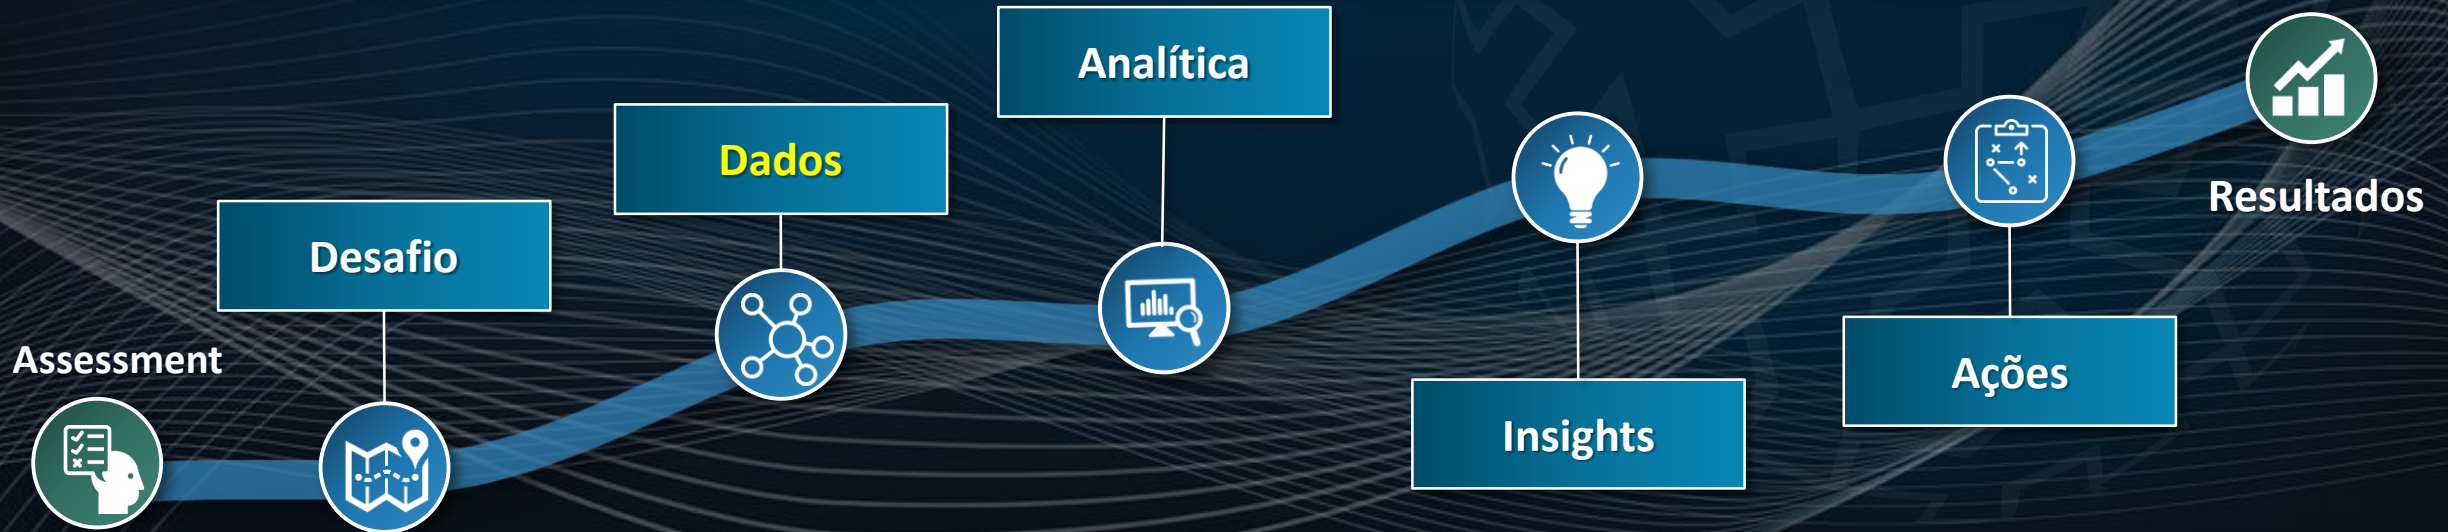 Assessment
Desafio
Dados
Analítica
Insights
Ações
Resultados